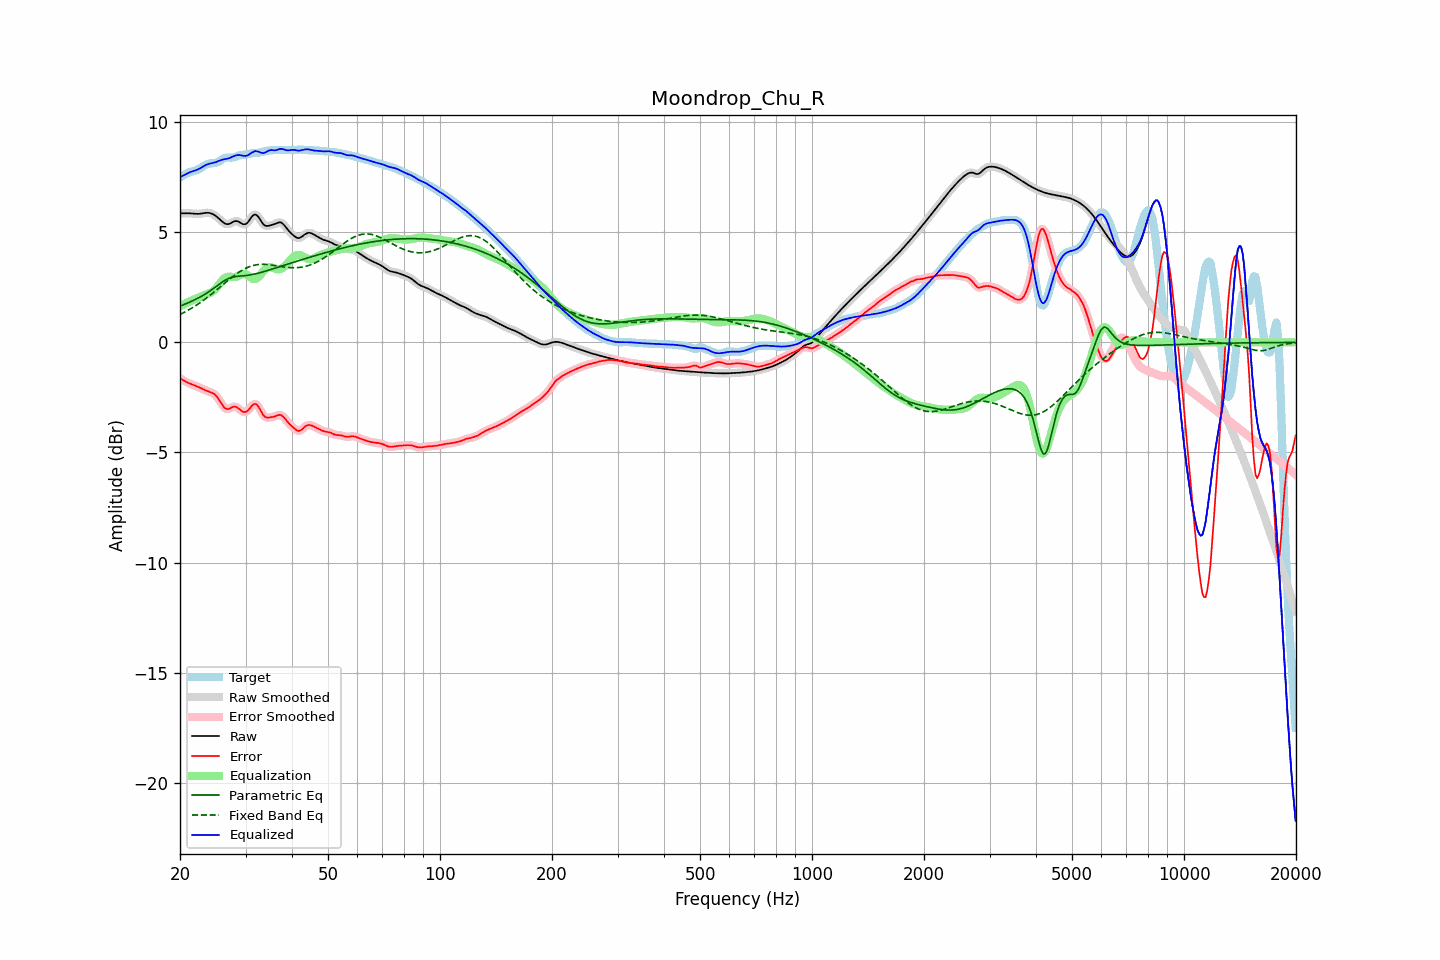 Moondrop_Chu_R
10
5
0
−5
−10
−15
−20
Amplitude (dBr)
Target
Raw Smoothed
Error Smoothed
Raw
Error
Equalization
Parametric Eq
Fixed Band Eq
Equalized
20 50 100 200 500 1000 2000 5000 10000 20000
Frequency (Hz)